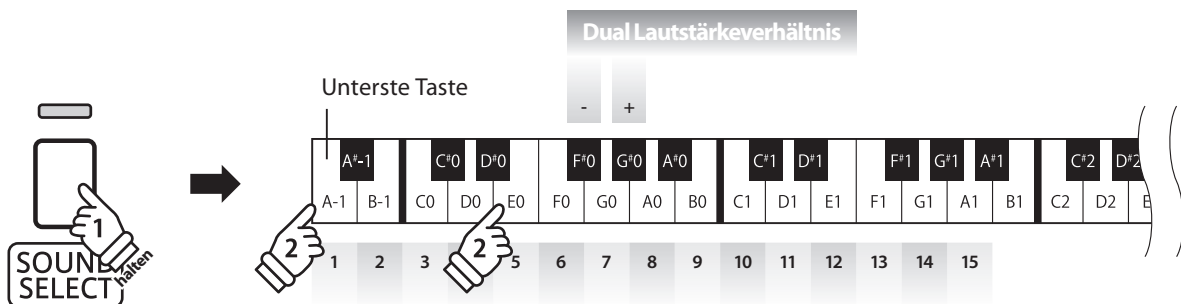 Dual Lautstärkeverhältnis
Unterste Taste
- +
A#-1 C#0 D#0 F#0 G#0 A#0 C#1 D#1 F#1 G#1 A#1 C#2 D#2
A-1 B-1 C0 D0 E0 F0 G0 A0 B0 C1 D1 E1 F1 G1 A1 B1 C2 D2
1
2 2
halten
SOUND
SELECT
1 2 3 5 6 7 8 9 10 11 12 13 14 15